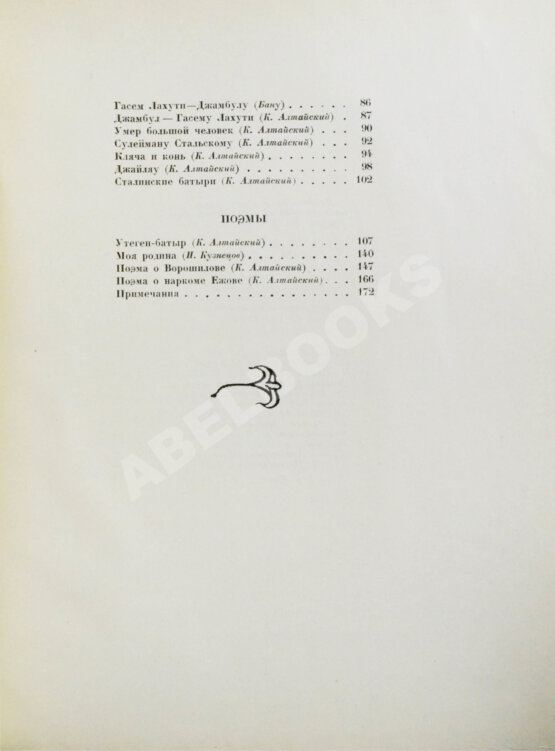 Гасем Лахути—Джамбулу (Бану) . . . . . . 86
Джамбул — Гасему Лахути (К. Алтайский) . 87
Умер большой человек (К. Алтайский) . . . 90
Сулейману Стальскому (К. Алтайский) . . . 92
Кляча и конь (К. Алтайский) . . . . . . . . 94
Джайляу (К. Алтайский) . . . . . . . . . . 98
Сталинские батыри (К. Алтайский) . . . . . 102
ПОЭМЫ
Утеген-батыр (К. Алтайский) . . . . . . . . 107
Моя родина (П. Кузнецов) . . . . . . . . . . 140
Поэма о Ворошилове (К. Алтайский) . . . . 147
Поэма о наркоме Ежове (К. Алтайский) . . . 166
Примечания . . . . . . . . . . . . . . . . . 172
ABELBOOKS